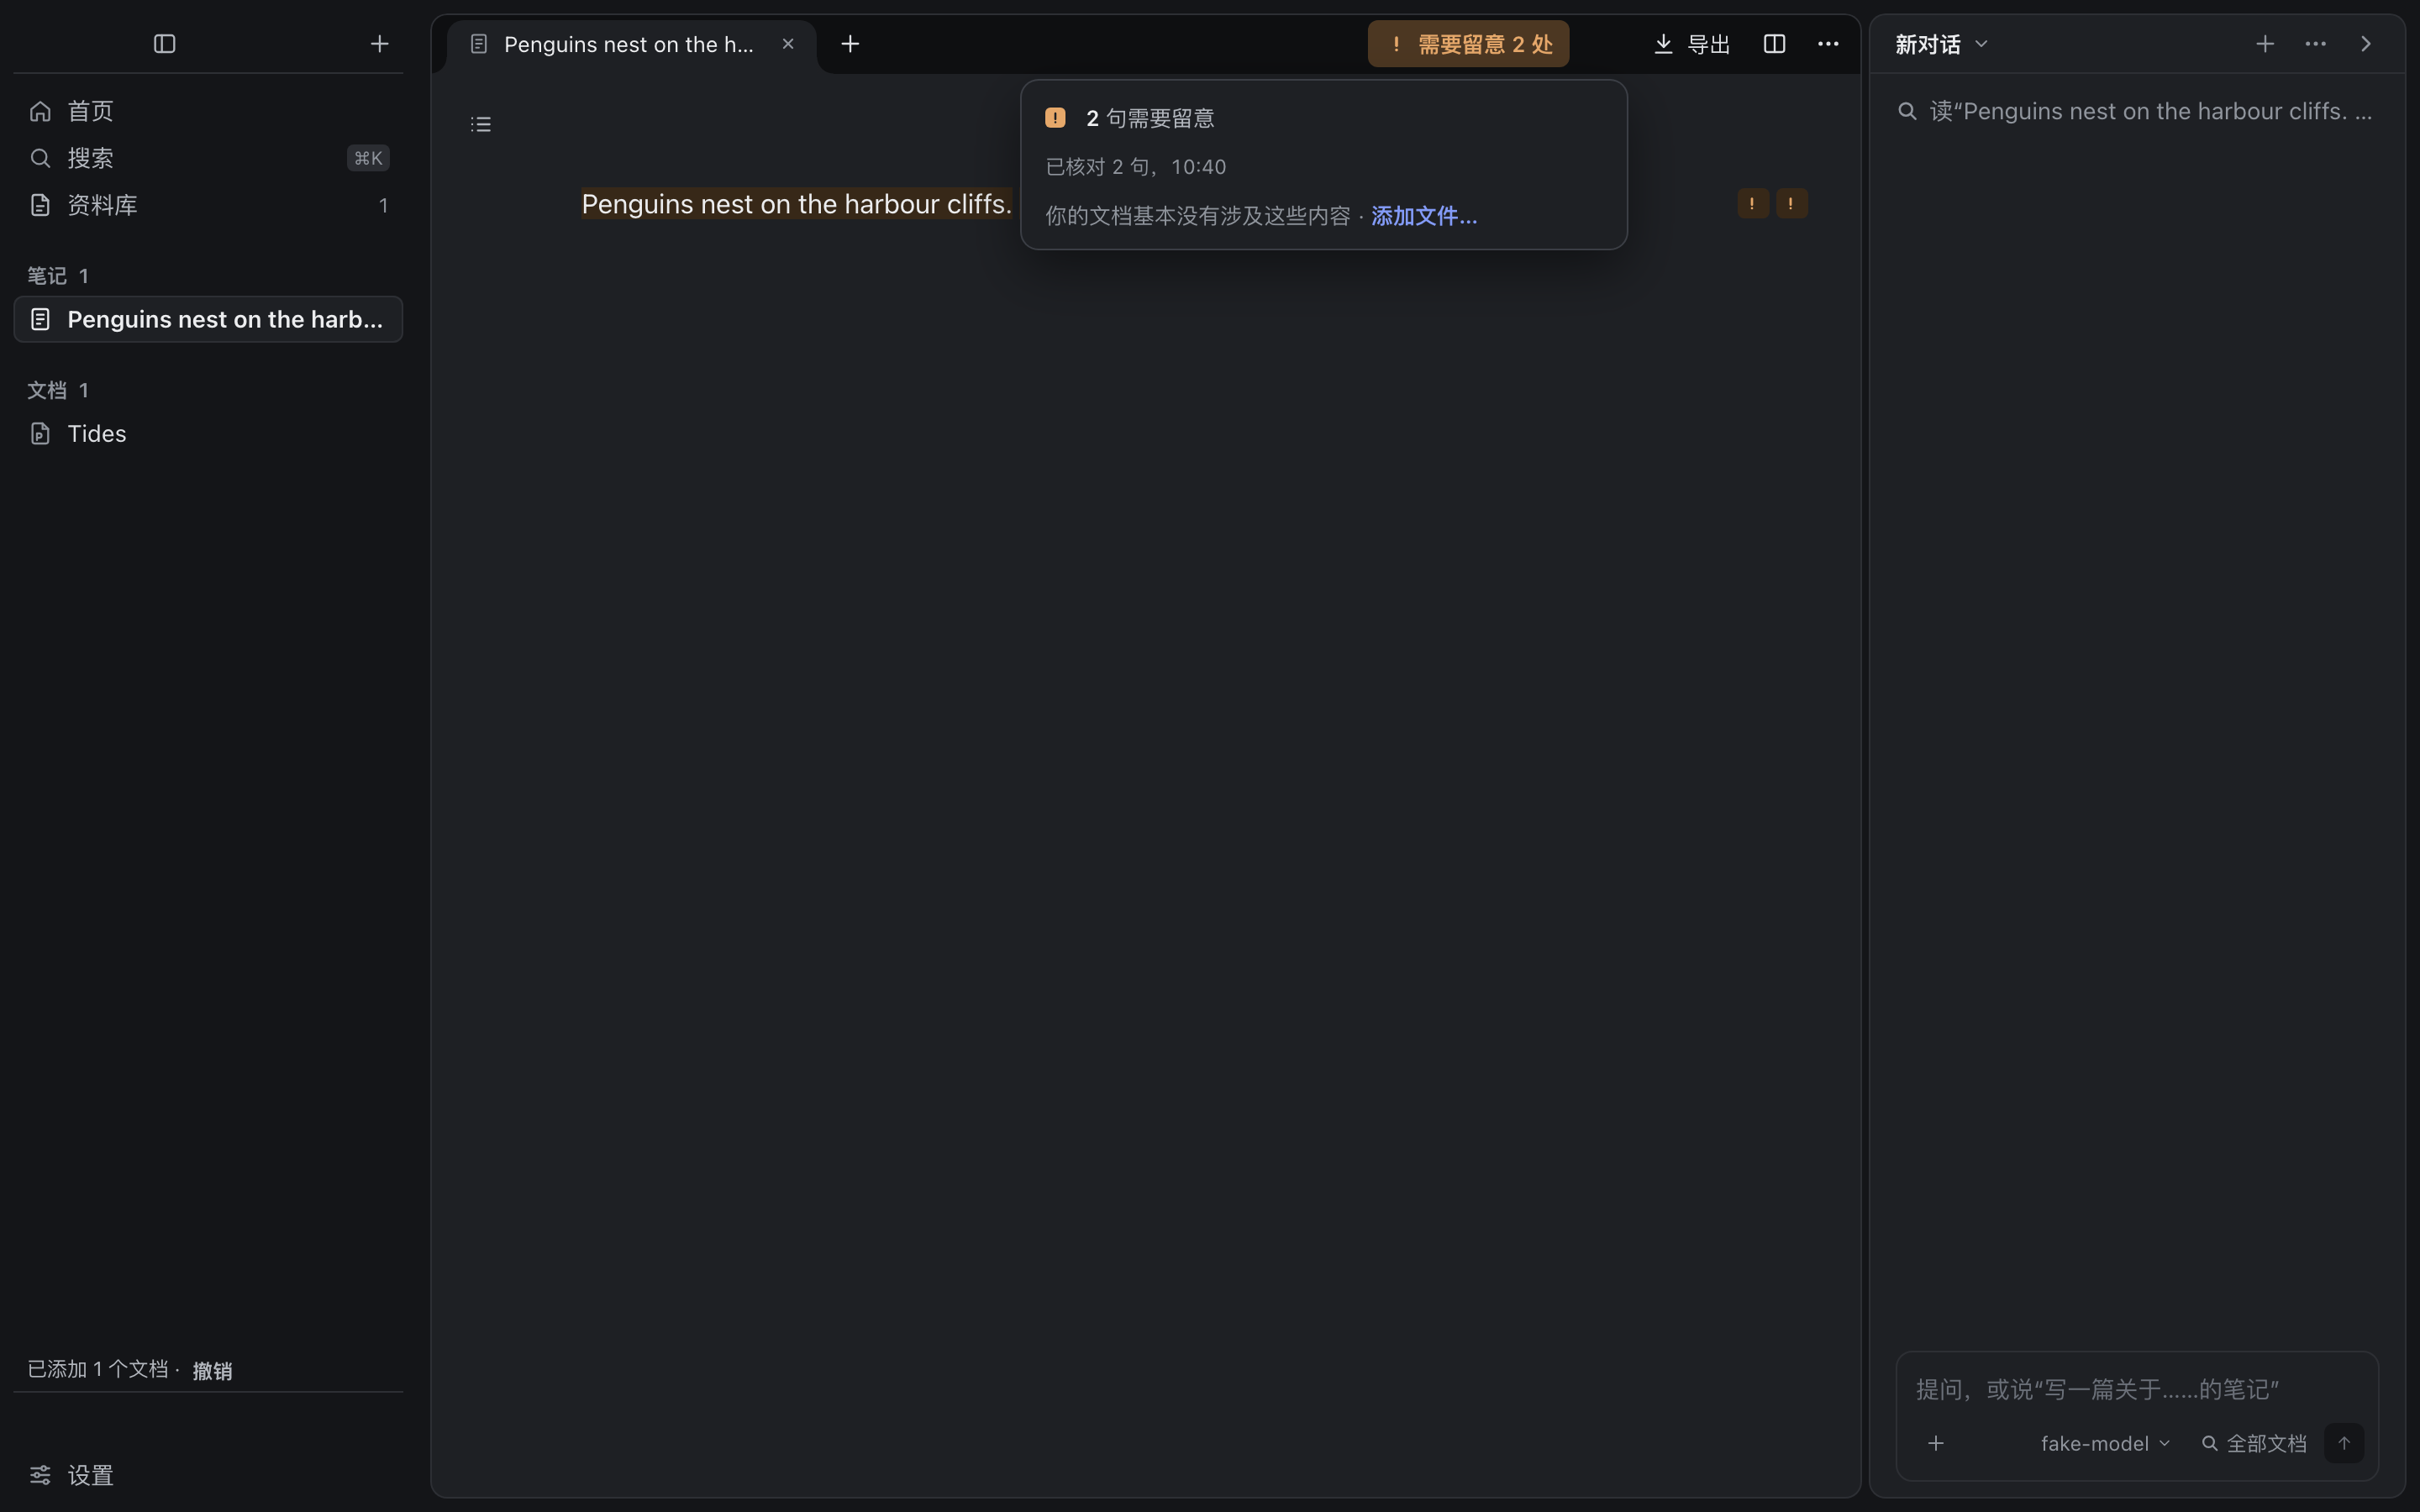 首页
搜索 ⌘K
资料库 1
笔记 1
Penguins nest on the harb...
文档 1
Tides
已添加 1 个文档 · 撤销
设置
Penguins nest on the h...
需要留意 2 处
导出
2 句需要留意
已核对 2 句，10:40
你的文档基本没有涉及这些内容 · 添加文件...
Penguins nest on the harbour cliffs.
新对话
读“Penguins nest on the harbour cliffs. ...
提问，或说“写一篇关于……的笔记”
fake-model 全部文档